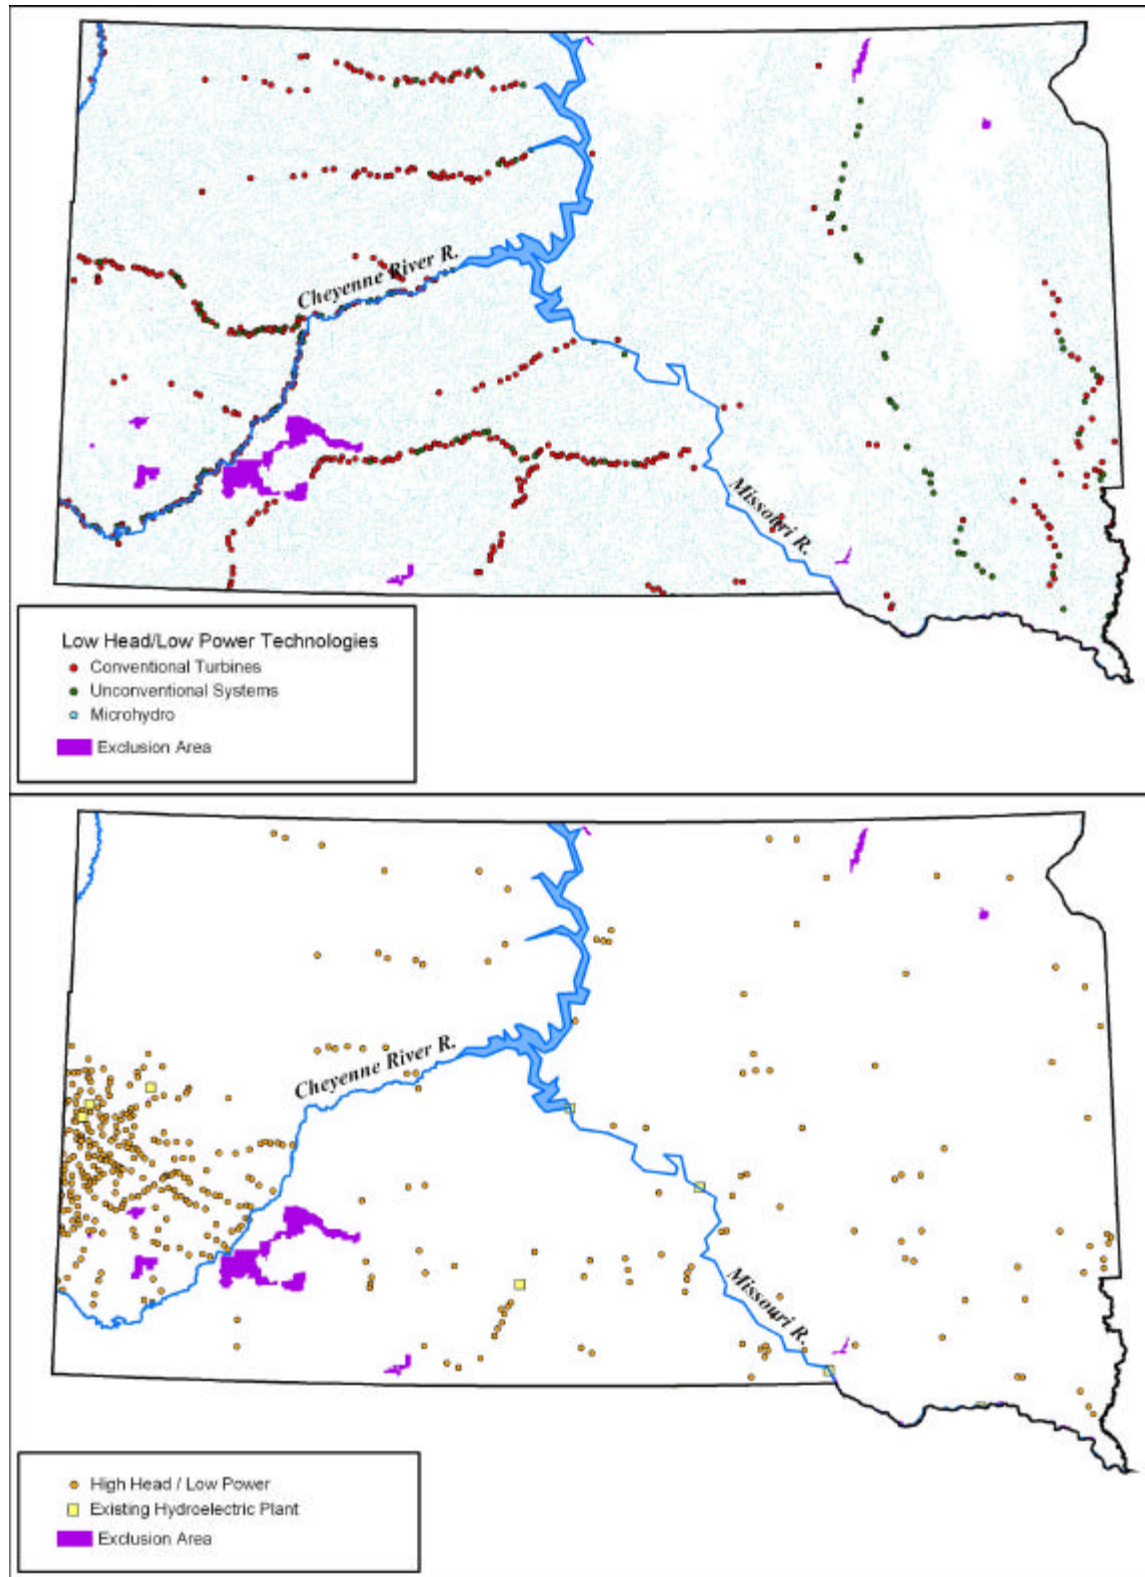 Cheyenne River R.
Missouri R.
Low Head/Low Power Technologies
Conventional Turbines
Unconventional Systems
Microhydro
Exclusion Area
Cheyenne River R.
Missouri R.
High Head / Low Power
Existing Hydroelectric Plant
Exclusion Area